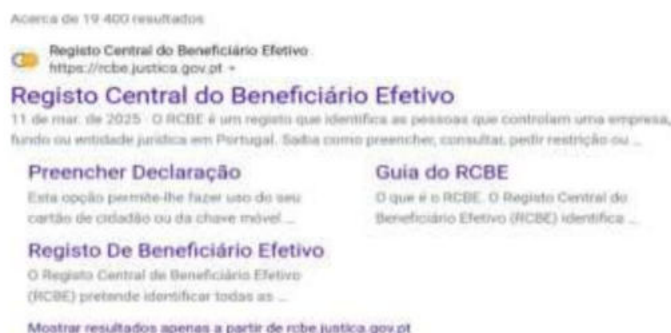 Acerca de 19 400 resultados
Registo Central do Beneficiário Efetivo
https://rcbe.justica.gov.pt
Registo Central do Beneficiário Efetivo
11 de mar. de 2025 · O RCBE é um registo que identifica as pessoas que controlam uma empresa,
fundo ou entidade jurídica em Portugal. Saiba como preencher, consultar, pedir restrição ou ...
Preencher Declaração
Esta opção permite-lhe fazer uso do seu
cartão de cidadão ou da chave móvel ...
Guia do RCBE
O que é o RCBE. O Registo Central do
Beneficiário Efetivo (RCBE) identifica ...
Registo De Beneficiário Efetivo
O Registo Central de Beneficiário Efetivo
(RCBE) pretende identificar todas as ...
Mostrar resultados apenas a partir de rcbe.justica.gov.pt